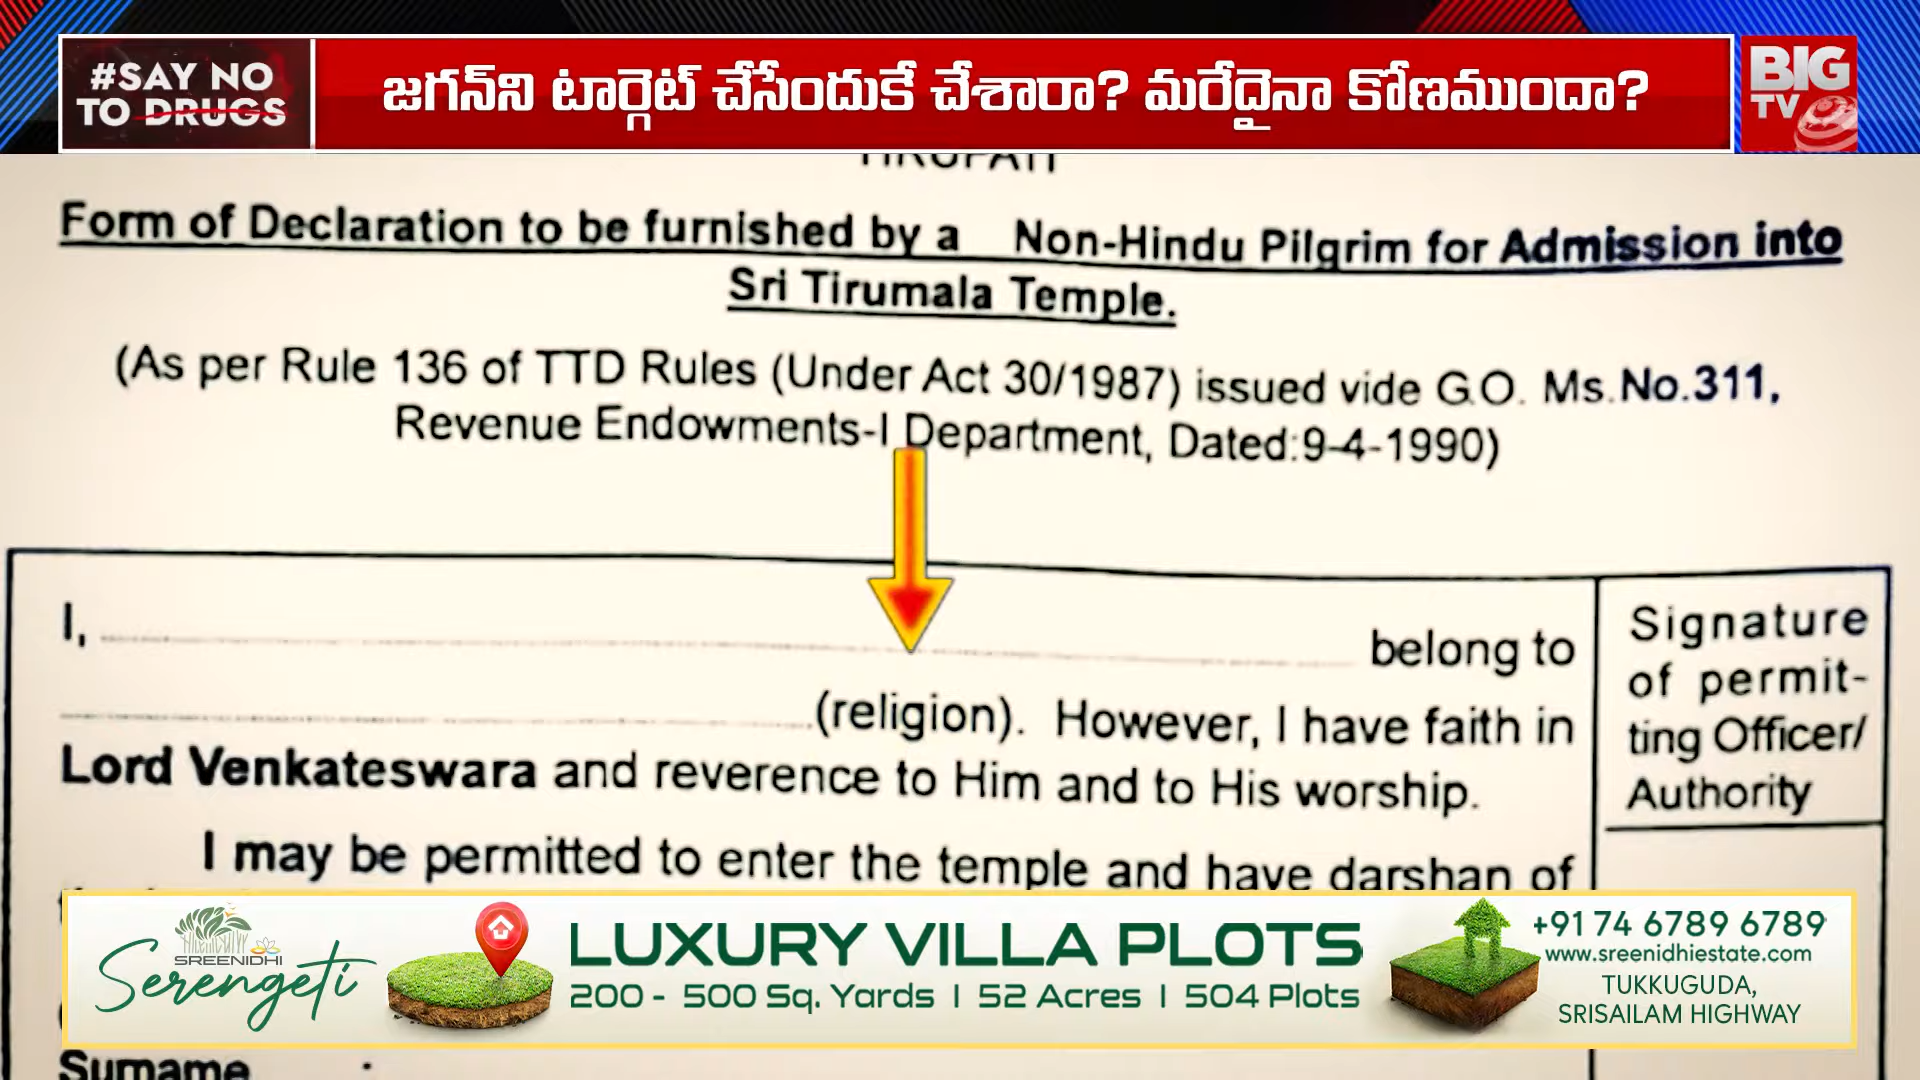 #SAY NO
TO DRUGS
జగన్‌ని టార్గెట్ చేసేందుకే చేశారా? మరేదైనా కోణముందా?
BIG
TV
TIRUPATI
Form of Declaration to be furnished by a Non-Hindu Pilgrim for Admission into
Sri Tirumala Temple.
(As per Rule 136 of TTD Rules (Under Act 30/1987) issued vide G.O. Ms.No.311,
Revenue Endowments-I Department, Dated:9-4-1990)
I, belong to
(religion). However, I have faith in
Lord Venkateswara and reverence to Him and to His worship.
I may be permitted to enter the temple and have darshan of
Signature
of permit-
ting Officer/
Authority
SREENIDHI
Serengeti
LUXURY VILLA PLOTS
200 - 500 Sq. Yards I 52 Acres I 504 Plots
+91 74 6789 6789
www.sreenidhiestate.com
TUKKUGUDA,
SRISAILAM HIGHWAY
Surname :